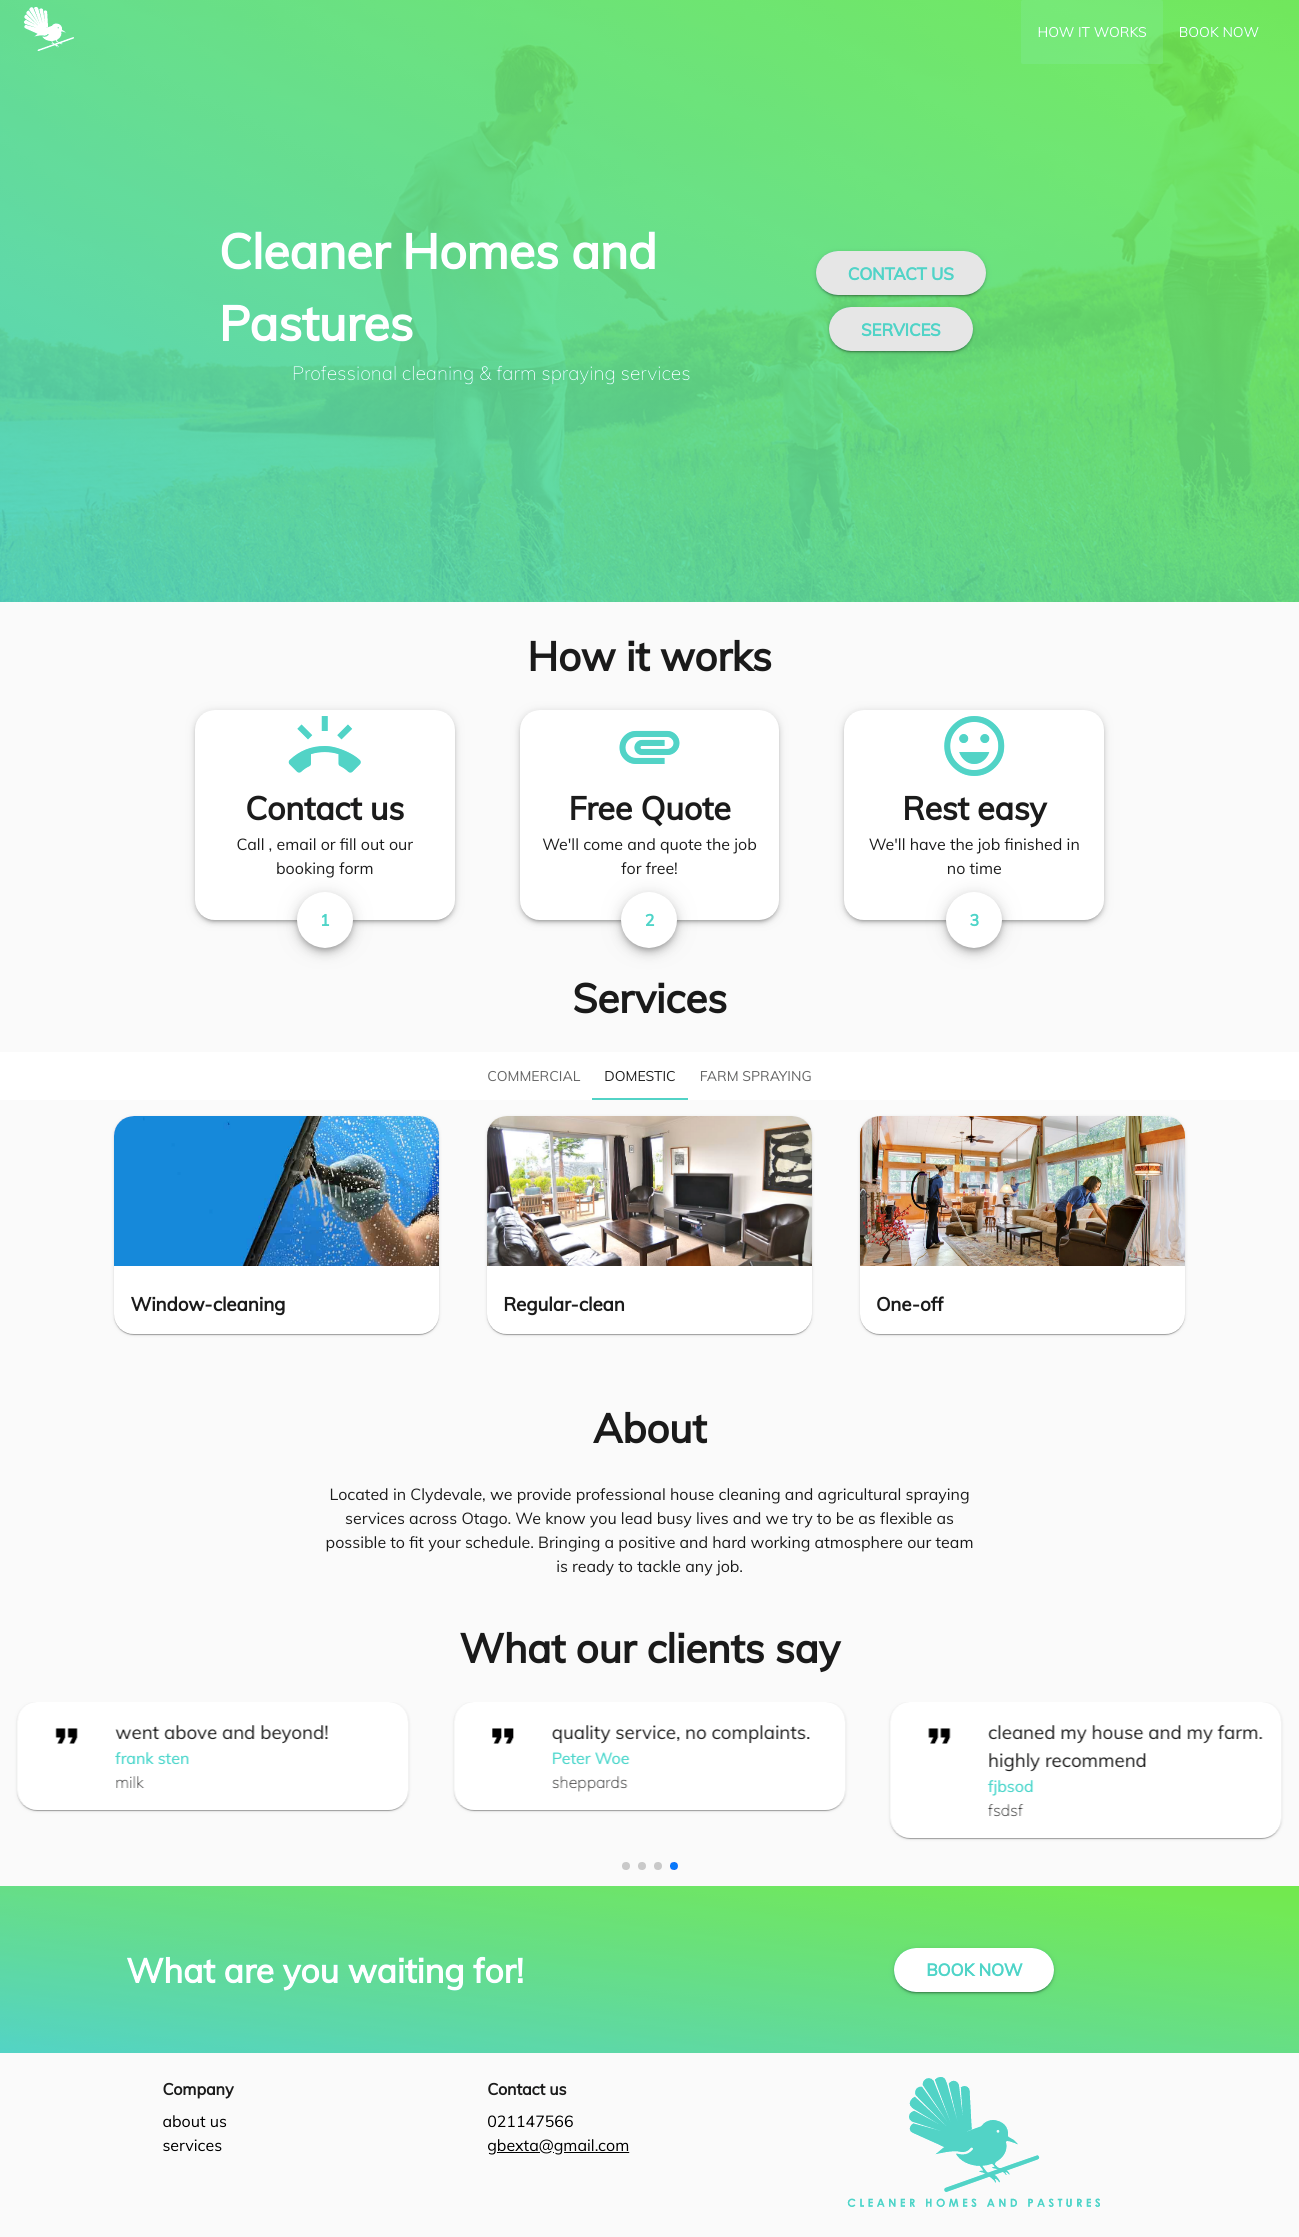 HOW IT WORKS
BOOK NOW
Cleaner Homes and
Pastures
Professional cleaning & farm spraying services
CONTACT US
SERVICES
How it works
Contact us
Call , email or fill out our
booking form
1
Free Quote
We'll come and quote the job
for free!
2
Rest easy
We'll have the job finished in
no time
3
Services
COMMERCIAL
DOMESTIC
FARM SPRAYING
Window-cleaning
Regular-clean
One-off
About
Located in Clydevale, we provide professional house cleaning and agricultural spraying
services across Otago. We know you lead busy lives and we try to be as flexible as
possible to fit your schedule. Bringing a positive and hard working atmosphere our team
is ready to tackle any job.
What our clients say
went above and beyond!
frank sten
milk
quality service, no complaints.
Peter Woe
sheppards
cleaned my house and my farm.
highly recommend
fjbsod
fsdsf
What are you waiting for!
BOOK NOW
Company
about us
services
Contact us
021147566
gbexta@gmail.com
CLEANER HOMES AND PASTURES